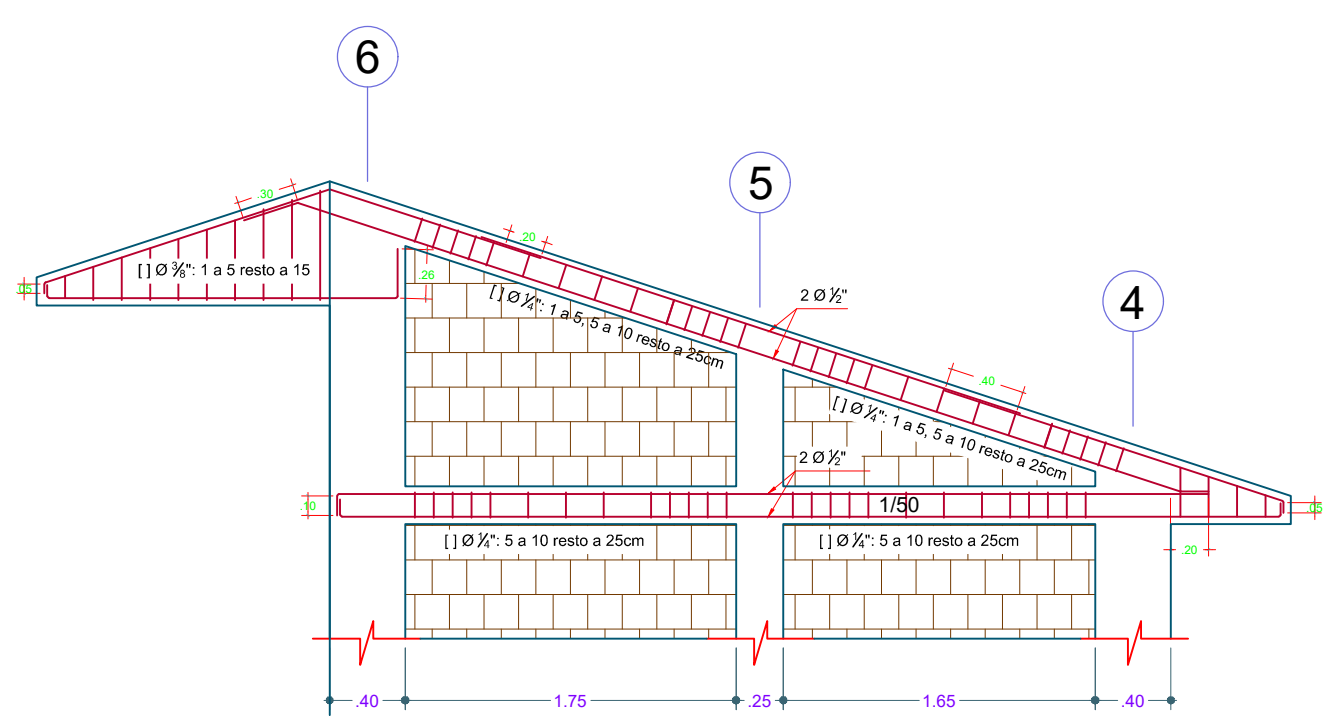 6
5
4
.30
.20
.26
.05
[ ] Ø ⅜": 1 a 5 resto a 15
[ ] Ø ¼": 1 a 5, 5 a 10 resto a 25cm
2 Ø ½"
.40
[ ] Ø ¼": 1 a 5, 5 a 10 resto a 25cm
2 Ø ½"
.10
1/50
.05
[ ] Ø ¼": 5 a 10 resto a 25cm
[ ] Ø ¼": 5 a 10 resto a 25cm
.20
.40
1.75
.25
1.65
.40